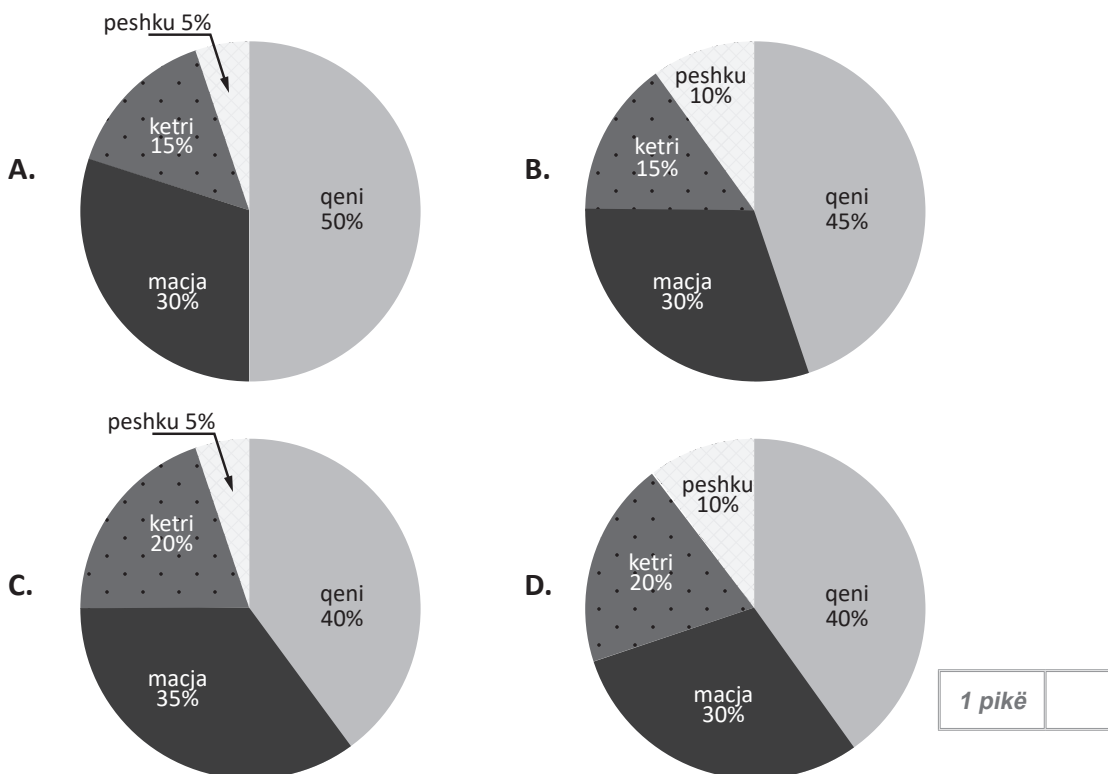 A.
peshku 5%
ketri
15%
qeni
50%
macja
30%
B.
peshku
10%
ketri
15%
qeni
45%
macja
30%
C.
peshku 5%
ketri
20%
qeni
40%
macja
35%
D.
peshku
10%
ketri
20%
qeni
40%
macja
30%
1 pikë